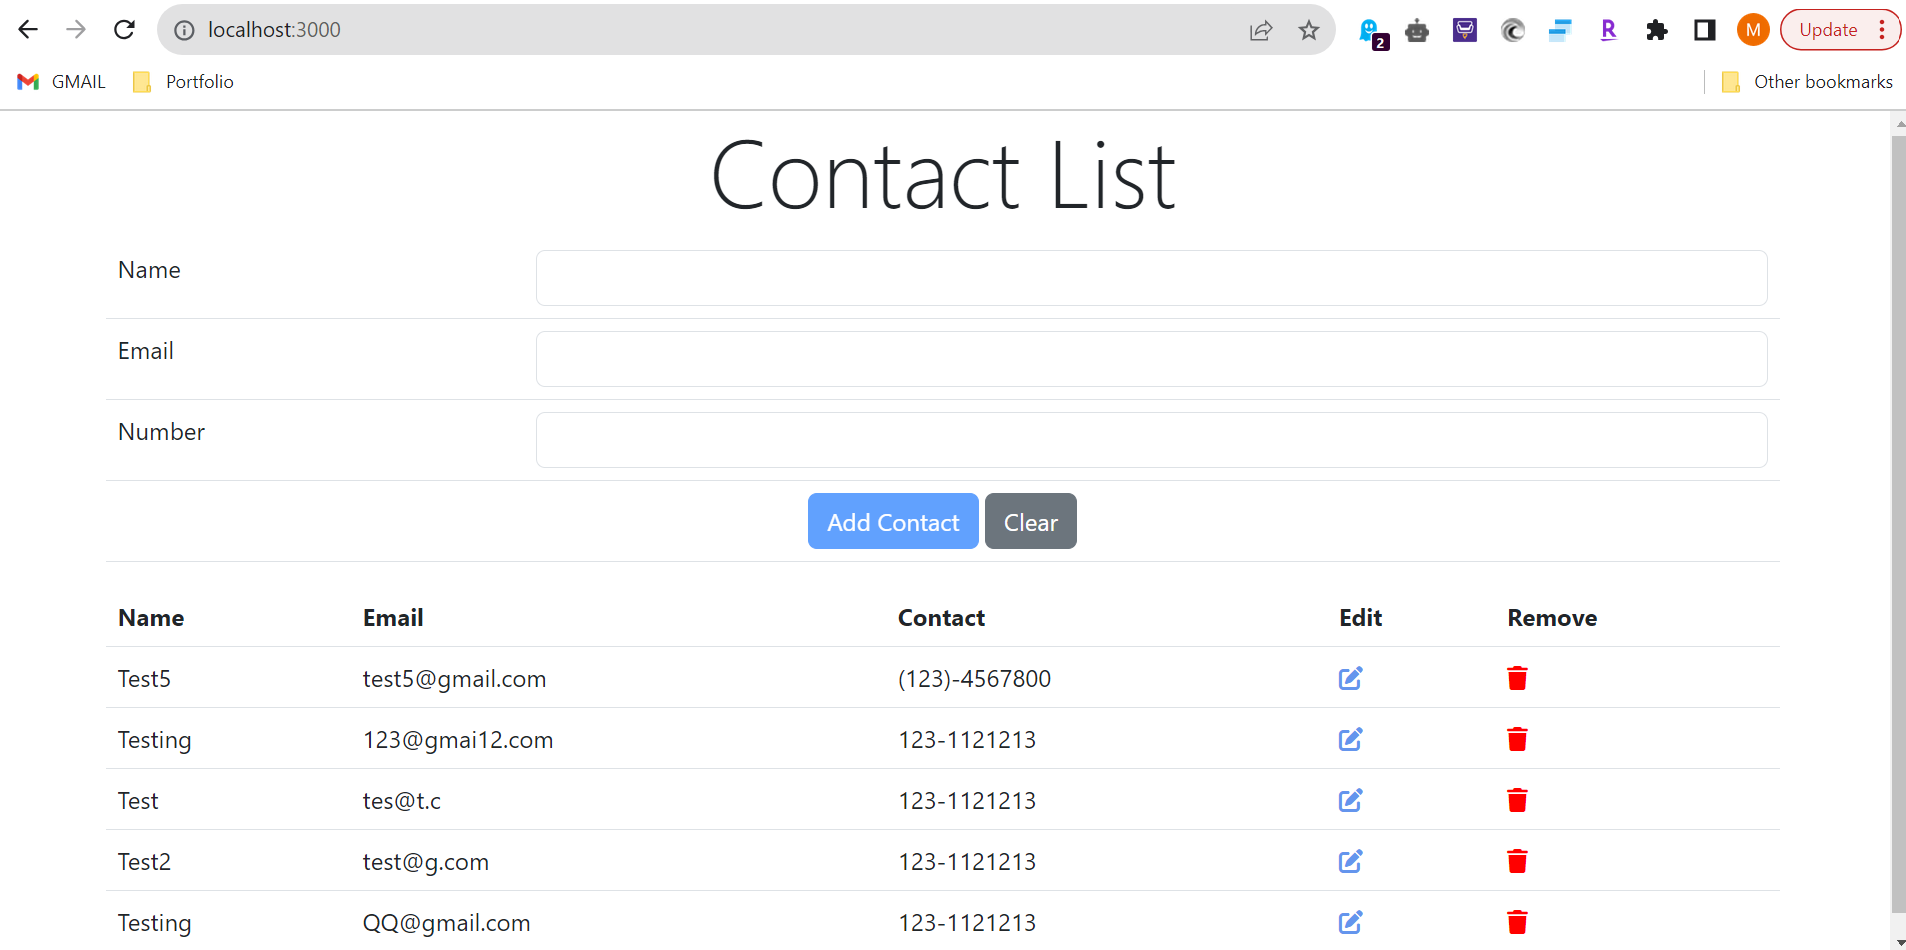 localhost:3000
2
R
M
Update
GMAIL
Portfolio
Other bookmarks
Contact List
Name
Email
Number
Add Contact Clear
Name Email Contact Edit Remove
Test5 test5@gmail.com (123)-4567800
Testing 123@gmai12.com 123-1121213
Test tes@t.c 123-1121213
Test2 test@g.com 123-1121213
Testing QQ@gmail.com 123-1121213